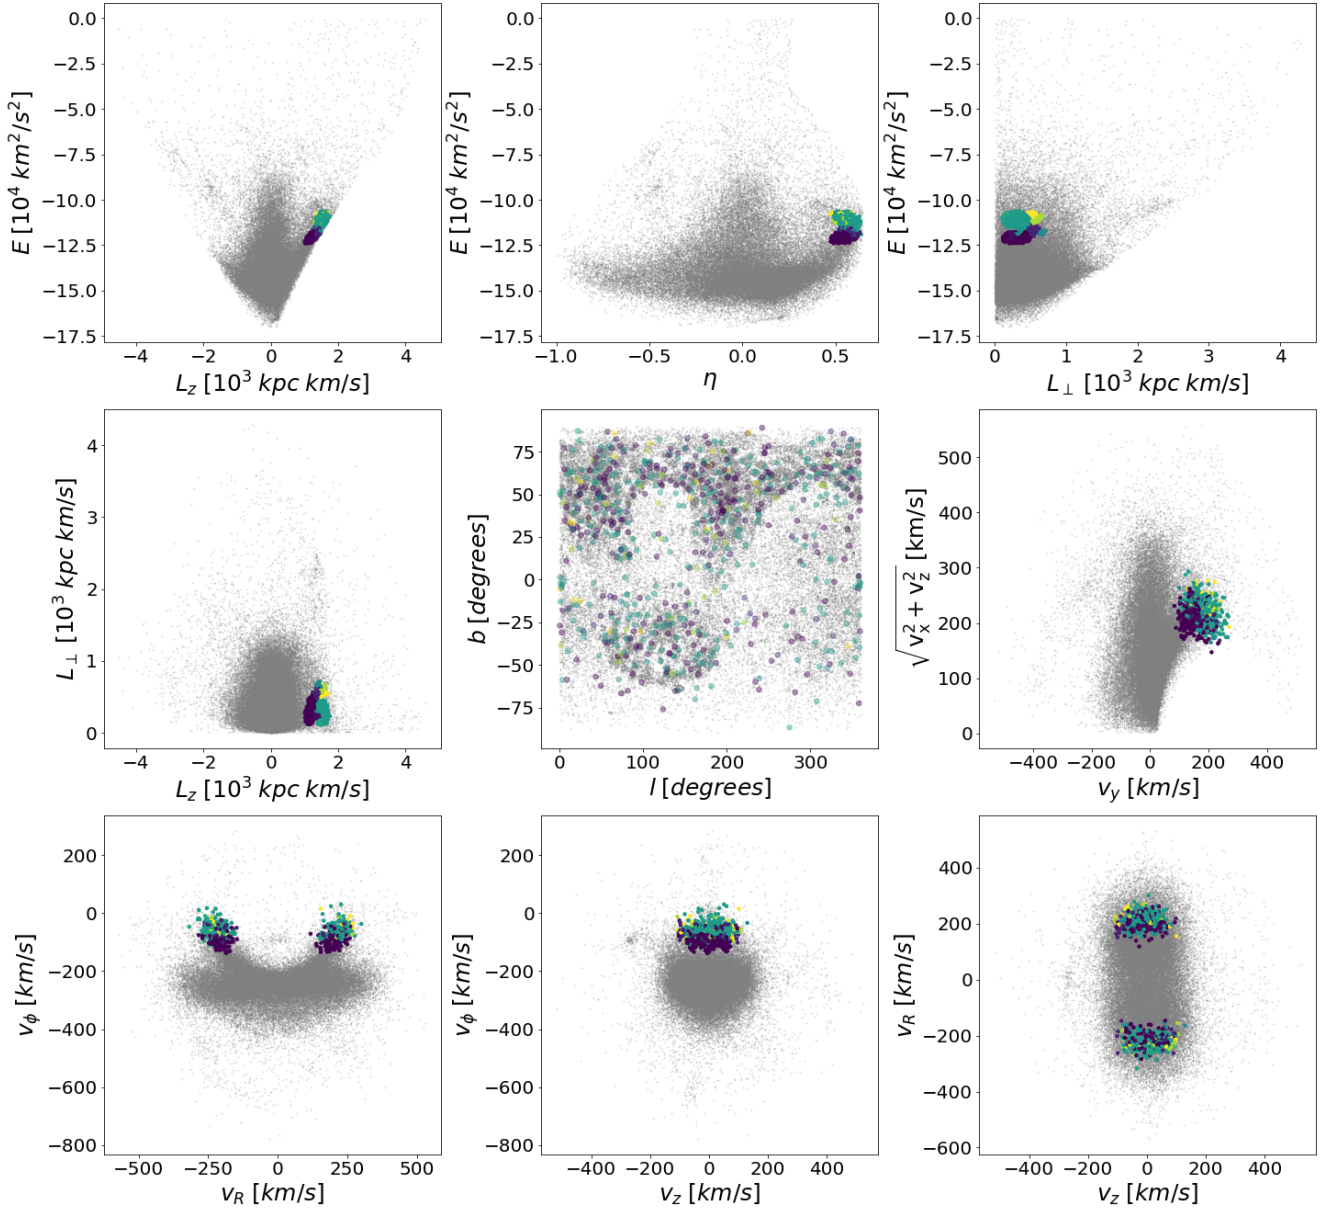 0.0
−2.5
−5.0
−7.5
−10.0
−12.5
−15.0
−17.5
E [10⁴ km²/s²]
−4 −2 0 2 4
L_z [10³ kpc km/s]
0.0
−2.5
−5.0
−7.5
−10.0
−12.5
−15.0
−17.5
E [10⁴ km²/s²]
−1.0 −0.5 0.0 0.5
η
0.0
−2.5
−5.0
−7.5
−10.0
−12.5
−15.0
−17.5
E [10⁴ km²/s²]
0 1 2 3 4
L_⊥ [10³ kpc km/s]
4
3
2
1
0
L_⊥ [10³ kpc km/s]
−4 −2 0 2 4
L_z [10³ kpc km/s]
75
50
25
0
−25
−50
−75
b [degrees]
0 100 200 300
l [degrees]
500
400
300
200
100
0
√v_x² + v_z² [km/s]
−400 −200 0 200 400
v_y [km/s]
200
0
−200
−400
−600
−800
v_ϕ [km/s]
−500 −250 0 250 500
v_R [km/s]
200
0
−200
−400
−600
−800
v_ϕ [km/s]
−400 −200 0 200 400
v_z [km/s]
400
200
0
−200
−400
−600
v_R [km/s]
−400 −200 0 200 400
v_z [km/s]